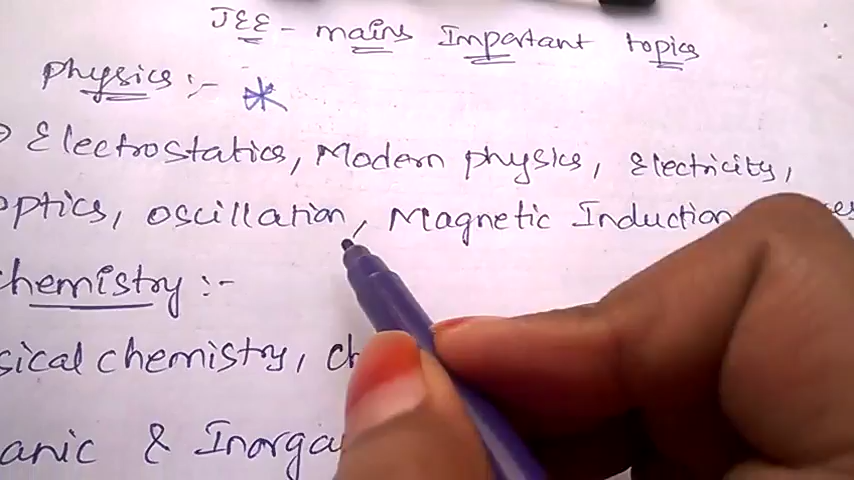 JEE - mains Important topics
Physics :- *
Electrostatics, Modern physics, Electricity,
optics, oscillation, Magnetic Induction
chemistry :-
sical chemistry, ch
anic & Inorga